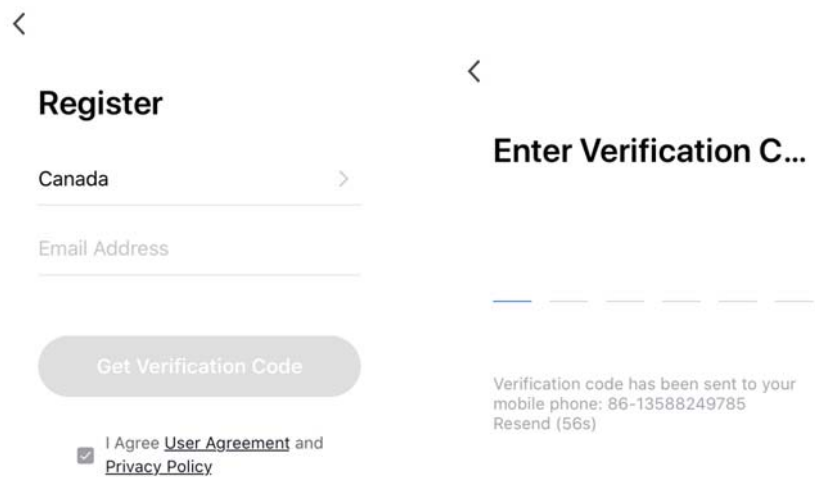 Register
Canada
Email Address
Get Verification Code
I Agree User Agreement and
Privacy Policy
Enter Verification C...
Verification code has been sent to your
mobile phone: 86-13588249785
Resend (56s)